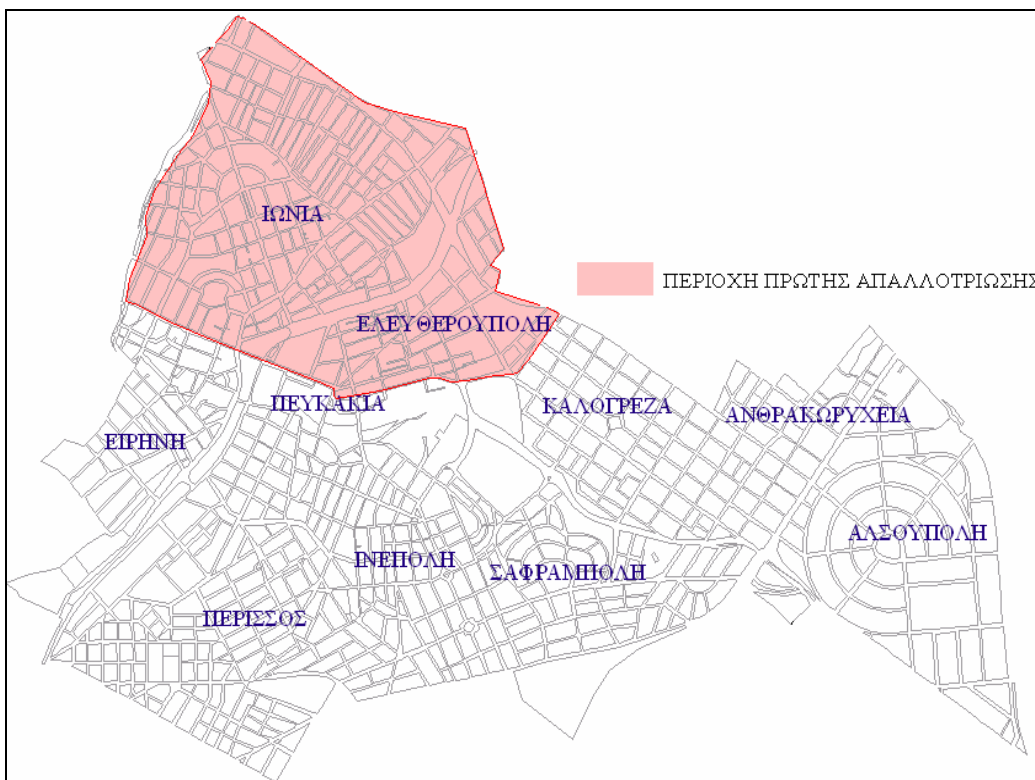 ΙΩΝΙΑ
ΠΕΡΙΟΧΗ ΠΡΩΤΗΣ ΑΠΑΛΛΟΤΡΙΩΣΗΣ
ΕΛΕΥΘΕΡΟΥΠΟΛΗ
ΠΕΥΚΑΚΙΑ
ΚΑΛΟΓΡΕΖΑ
ΑΝΘΡΑΚΩΡΥΧΕΙΑ
ΕΙΡΗΝΗ
ΑΛΣΟΥΠΟΛΗ
ΙΝΕΠΟΛΗ
ΣΑΦΡΑΜΠΟΛΗ
ΠΕΡΙΣΣΟΣ